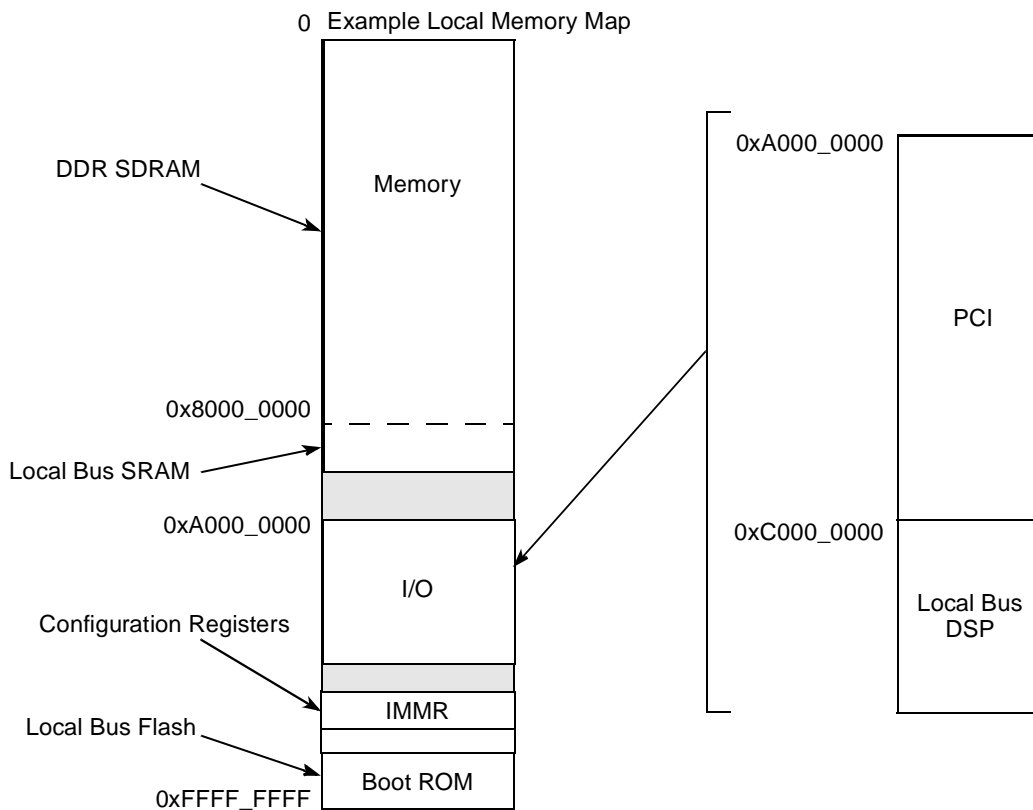 0 Example Local Memory Map
DDR SDRAM
Memory
0x8000_0000
Local Bus SRAM
0xA000_0000
I/O
Configuration Registers
IMMR
Local Bus Flash
Boot ROM
0xFFFF_FFFF
0xA000_0000
PCI
0xC000_0000
Local Bus
DSP